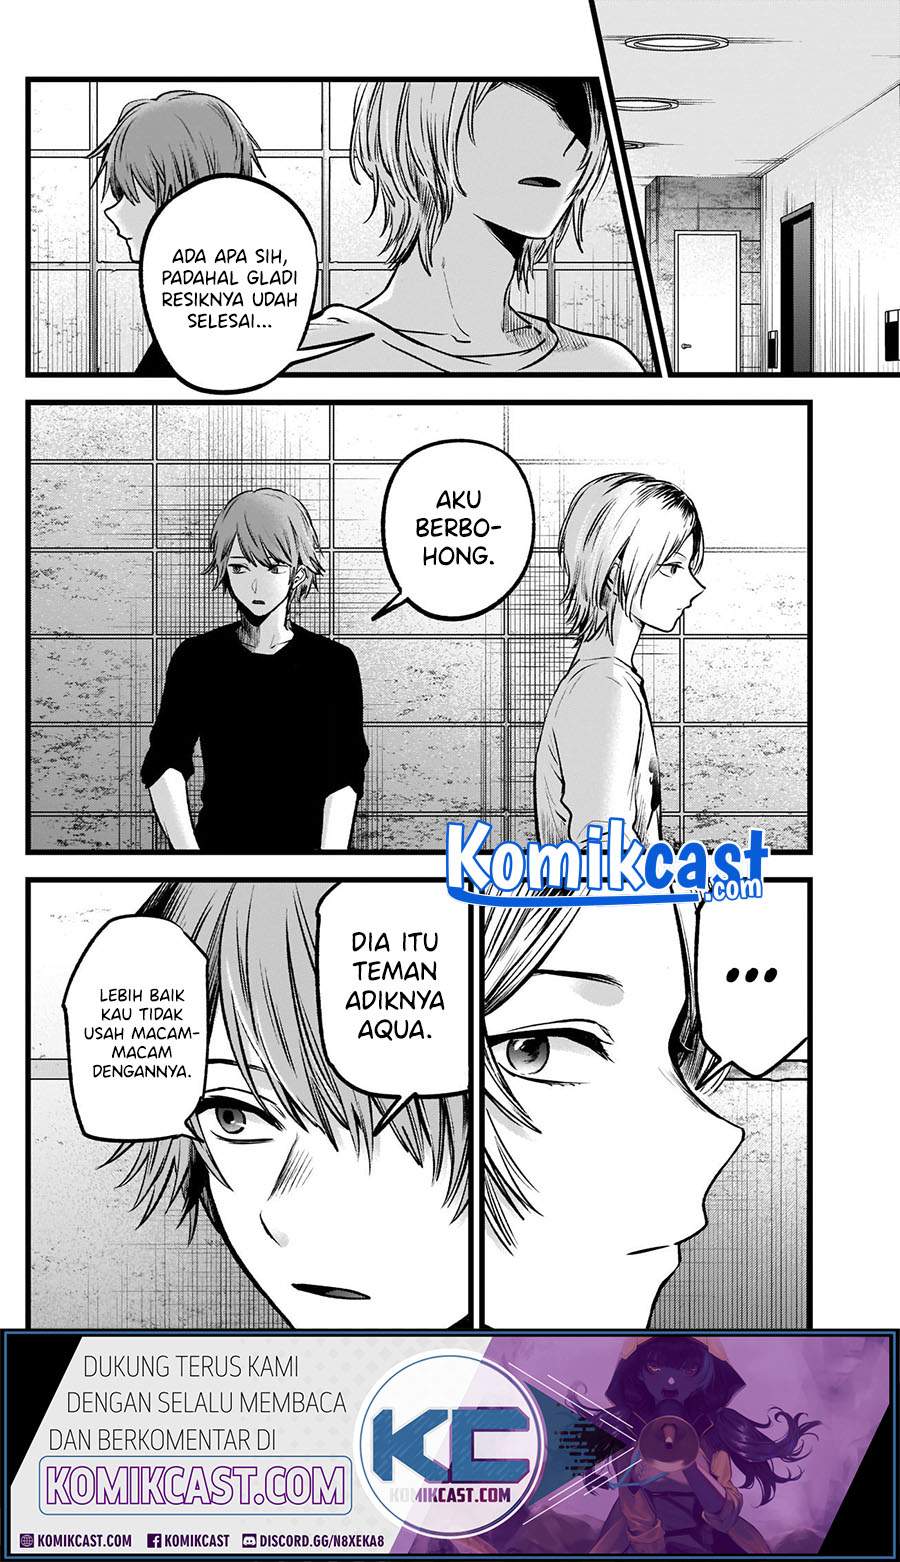 ADA APA SIH,
PADAHAL GLADI
RESIKNYA UDAH
SELESAI...
AKU
BERBO-
HONG.
Komikcast
.com
...
DIA ITU
TEMAN
ADIKNYA
AQUA.
LEBIH BAIK
KAU TIDAK
USAH MACAM-
MACAM
DENGANNYA.
DUKUNG TERUS KAMI
DENGAN SELALU MEMBACA
DAN BERKOMENTAR DI
KOMIKCAST.COM
KC
KOMIKCAST.COM
KOMIKCAST.COM KOMIKCAST DISCORD.GG/N8XEKA8